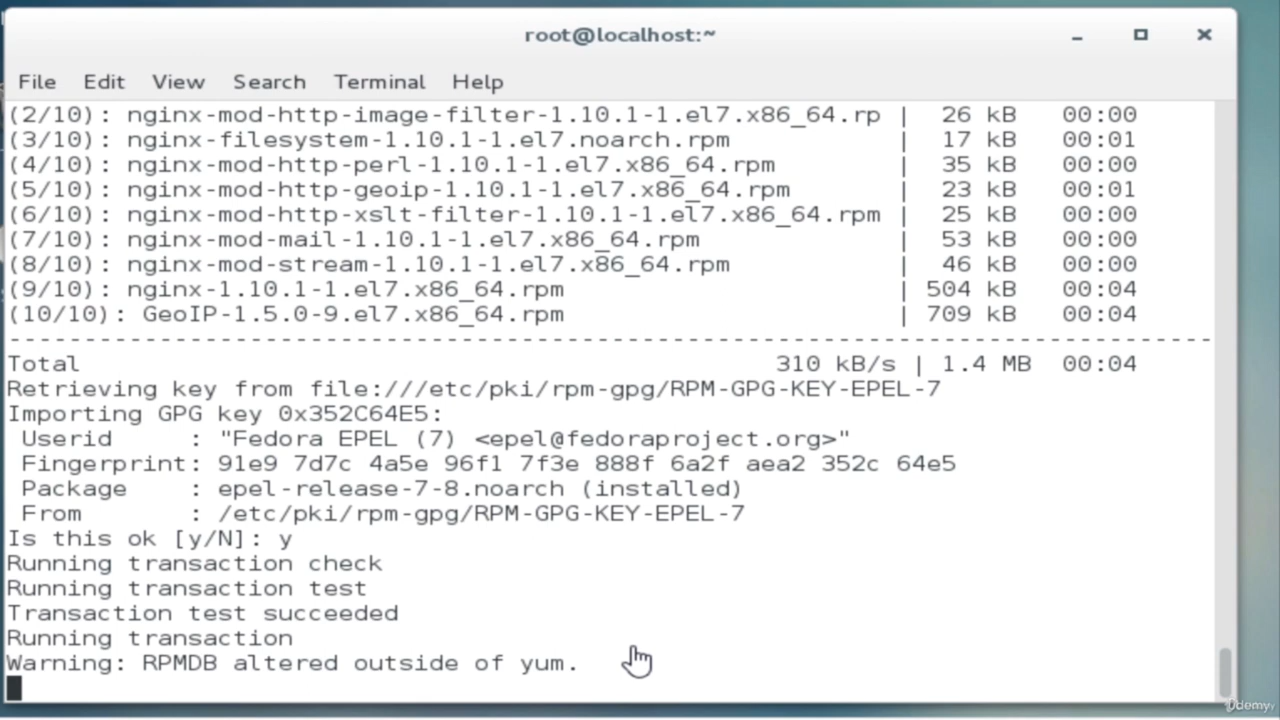 root@localhost:~
File Edit View Search Terminal Help
(2/10): nginx-mod-http-image-filter-1.10.1-1.el7.x86_64.rp | 26 kB 00:00
(3/10): nginx-filesystem-1.10.1-1.el7.noarch.rpm | 17 kB 00:01
(4/10): nginx-mod-http-perl-1.10.1-1.el7.x86_64.rpm | 35 kB 00:00
(5/10): nginx-mod-http-geoip-1.10.1-1.el7.x86_64.rpm | 23 kB 00:01
(6/10): nginx-mod-http-xslt-filter-1.10.1-1.el7.x86_64.rpm | 25 kB 00:00
(7/10): nginx-mod-mail-1.10.1-1.el7.x86_64.rpm | 53 kB 00:00
(8/10): nginx-mod-stream-1.10.1-1.el7.x86_64.rpm | 46 kB 00:00
(9/10): nginx-1.10.1-1.el7.x86_64.rpm | 504 kB 00:04
(10/10): GeoIP-1.5.0-9.el7.x86_64.rpm | 709 kB 00:04
--------------------------------------------------------------------------------
Total 310 kB/s | 1.4 MB 00:04
Retrieving key from file:///etc/pki/rpm-gpg/RPM-GPG-KEY-EPEL-7
Importing GPG key 0x352C64E5:
Userid : "Fedora EPEL (7) <epel@fedoraproject.org>"
Fingerprint: 91e9 7d7c 4a5e 96f1 7f3e 888f 6a2f aea2 352c 64e5
Package : epel-release-7-8.noarch (installed)
From : /etc/pki/rpm-gpg/RPM-GPG-KEY-EPEL-7
Is this ok [y/N]: y
Running transaction check
Running transaction test
Transaction test succeeded
Running transaction
Warning: RPMDB altered outside of yum.
Udemy